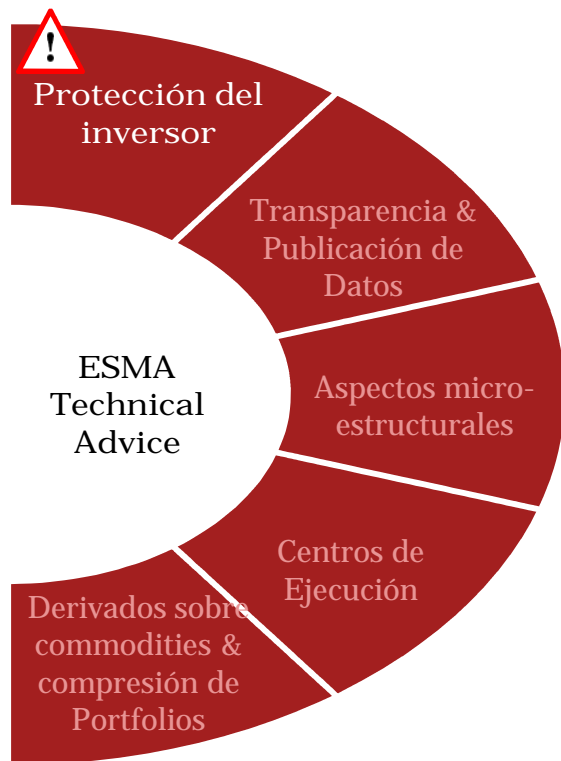 !
Protección del
inversor
Transparencia &
Publicación de
Datos
ESMA
Technical
Advice
Aspectos micro-
estructurales
Centros de
Ejecución
Derivados sobre
commodities &
compresión de
Portfolios